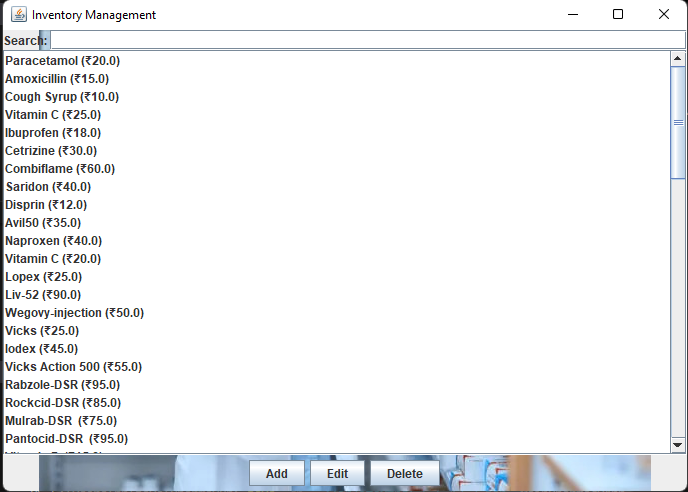 Inventory Management
Search:
Paracetamol (₹20.0)
Amoxicillin (₹15.0)
Cough Syrup (₹10.0)
Vitamin C (₹25.0)
Ibuprofen (₹18.0)
Cetrizine (₹30.0)
Combiflame (₹60.0)
Saridon (₹40.0)
Disprin (₹12.0)
Avil50 (₹35.0)
Naproxen (₹40.0)
Vitamin C (₹20.0)
Lopex (₹25.0)
Liv-52 (₹90.0)
Wegovy-injection (₹50.0)
Vicks (₹25.0)
Iodex (₹45.0)
Vicks Action 500 (₹55.0)
Rabzole-DSR (₹95.0)
Rockcid-DSR (₹85.0)
Mulrab-DSR  (₹75.0)
Pantocid-DSR  (₹95.0)
Add Edit Delete